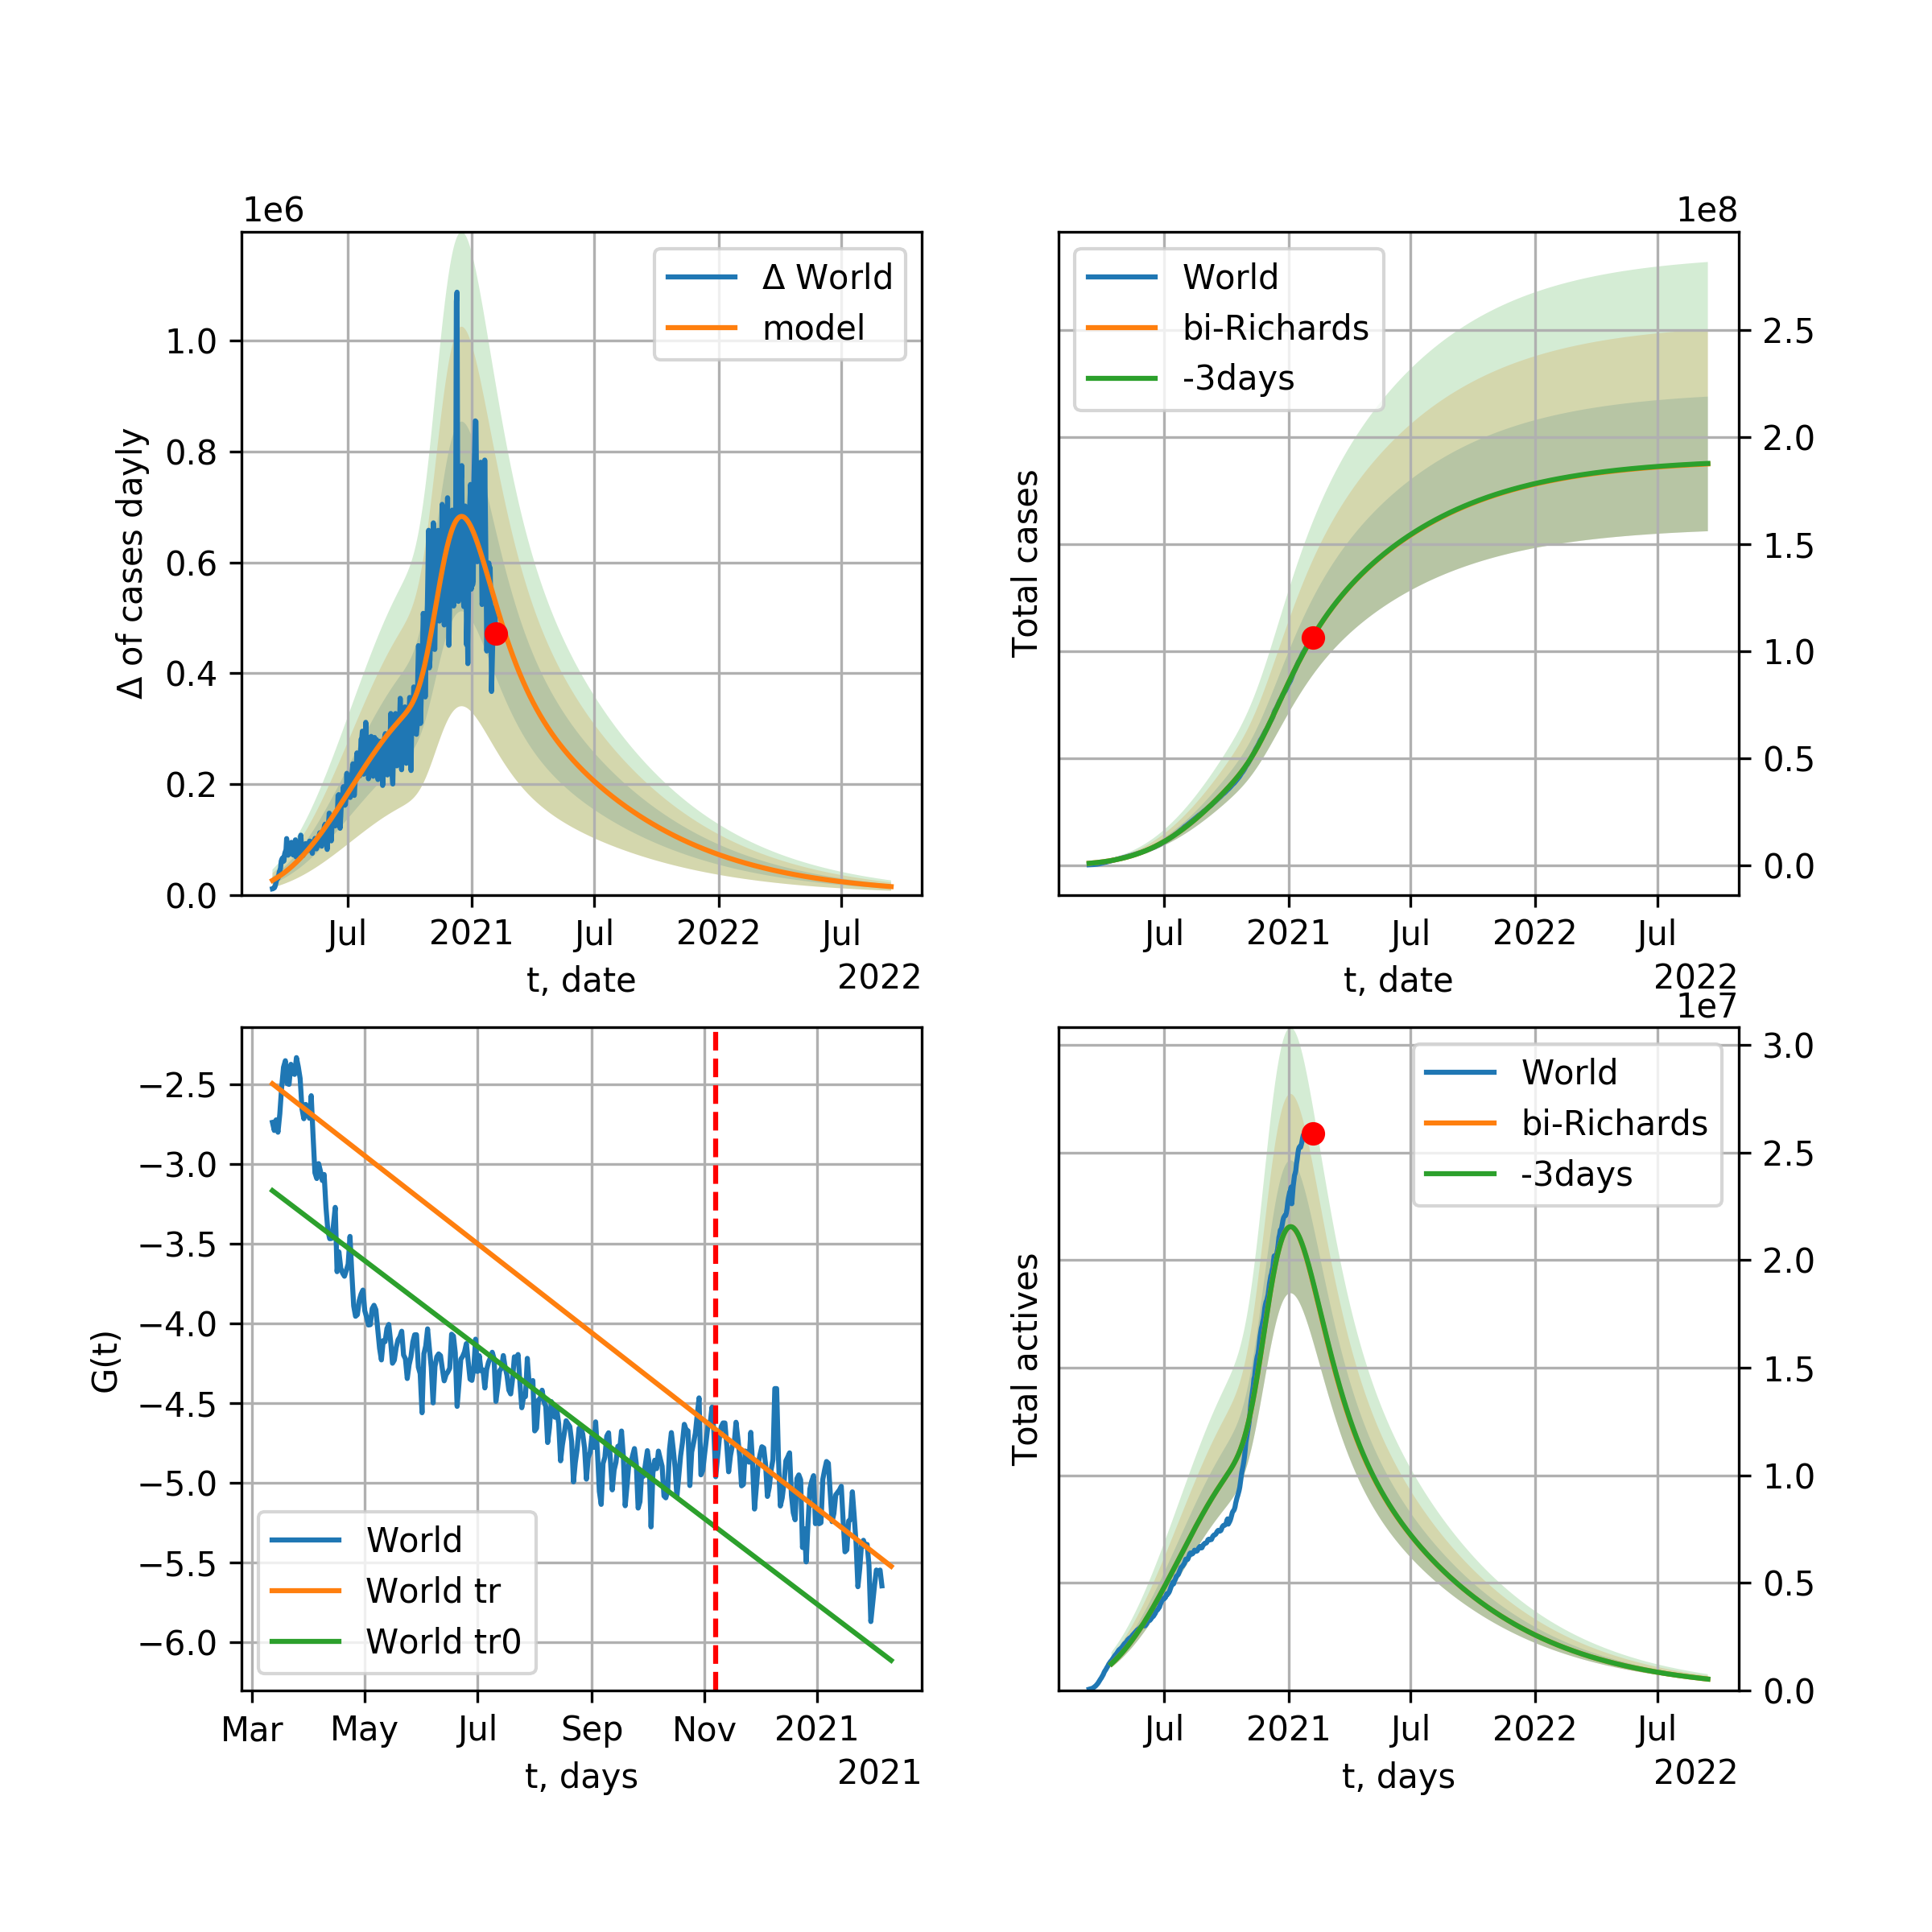 1e6
Δ World
model
1.0
0.8
0.6
0.4
0.2
0.0
Δ of cases dayly
Jul
2021
Jul
2022
Jul
t, date
2022
1e8
World
bi-Richards
-3days
2.5
2.0
1.5
1.0
0.5
0.0
Total cases
Jul
2021
Jul
2022
Jul
t, date
2022
−2.5
−3.0
−3.5
−4.0
−4.5
−5.0
−5.5
−6.0
G(t)
World
World tr
World tr0
Mar
May
Jul
Sep
Nov
2021
t, days
2021
1e7
World
bi-Richards
-3days
3.0
2.5
2.0
1.5
1.0
0.5
0.0
Total actives
Jul
2021
Jul
2022
Jul
t, days
2022